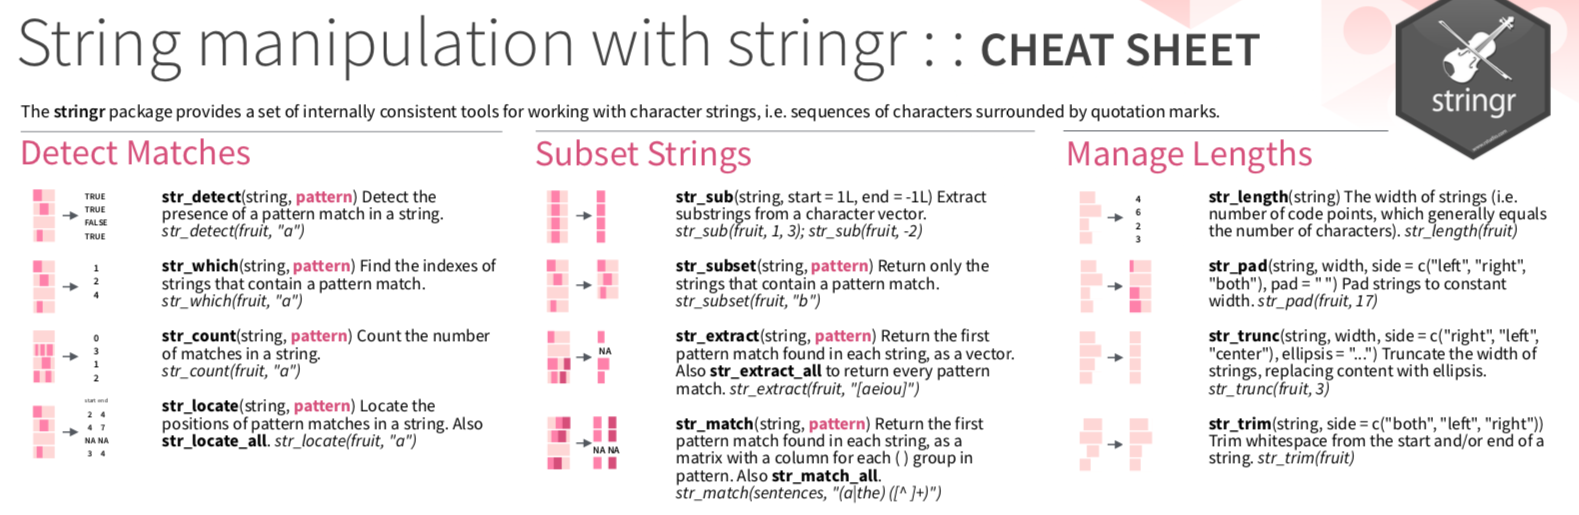 String manipulation with stringr : : CHEAT SHEET
The stringr package provides a set of internally consistent tools for working with character strings, i.e. sequences of characters surrounded by quotation marks.
stringr
Detect Matches
TRUE
TRUE
FALSE
TRUE
str_detect(string, pattern) Detect the
presence of a pattern match in a string.
str_detect(fruit, "a")
1
2
4
str_which(string, pattern) Find the indexes of
strings that contain a pattern match.
str_which(fruit, "a")
0
3
1
2
str_count(string, pattern) Count the number
of matches in a string.
str_count(fruit, "a")
start end
2 4
4 7
NA NA
3 4
str_locate(string, pattern) Locate the
positions of pattern matches in a string. Also
str_locate_all. str_locate(fruit, "a")
Subset Strings
str_sub(string, start = 1L, end = -1L) Extract
substrings from a character vector.
str_sub(fruit, 1, 3); str_sub(fruit, -2)
str_subset(string, pattern) Return only the
strings that contain a pattern match.
str_subset(fruit, "b")
NA
str_extract(string, pattern) Return the first
pattern match found in each string, as a vector.
Also str_extract_all to return every pattern
match. str_extract(fruit, "[aeiou]")
NA NA
str_match(string, pattern) Return the first
pattern match found in each string, as a
matrix with a column for each ( ) group in
pattern. Also str_match_all.
str_match(sentences, "(a|the) ([^ ]+)")
Manage Lengths
4
6
2
3
str_length(string) The width of strings (i.e.
number of code points, which generally equals
the number of characters). str_length(fruit)
str_pad(string, width, side = c("left", "right",
"both"), pad = " ") Pad strings to constant
width. str_pad(fruit, 17)
str_trunc(string, width, side = c("right", "left",
"center"), ellipsis = "...") Truncate the width of
strings, replacing content with ellipsis.
str_trunc(fruit, 3)
str_trim(string, side = c("both", "left", "right"))
Trim whitespace from the start and/or end of a
string. str_trim(fruit)